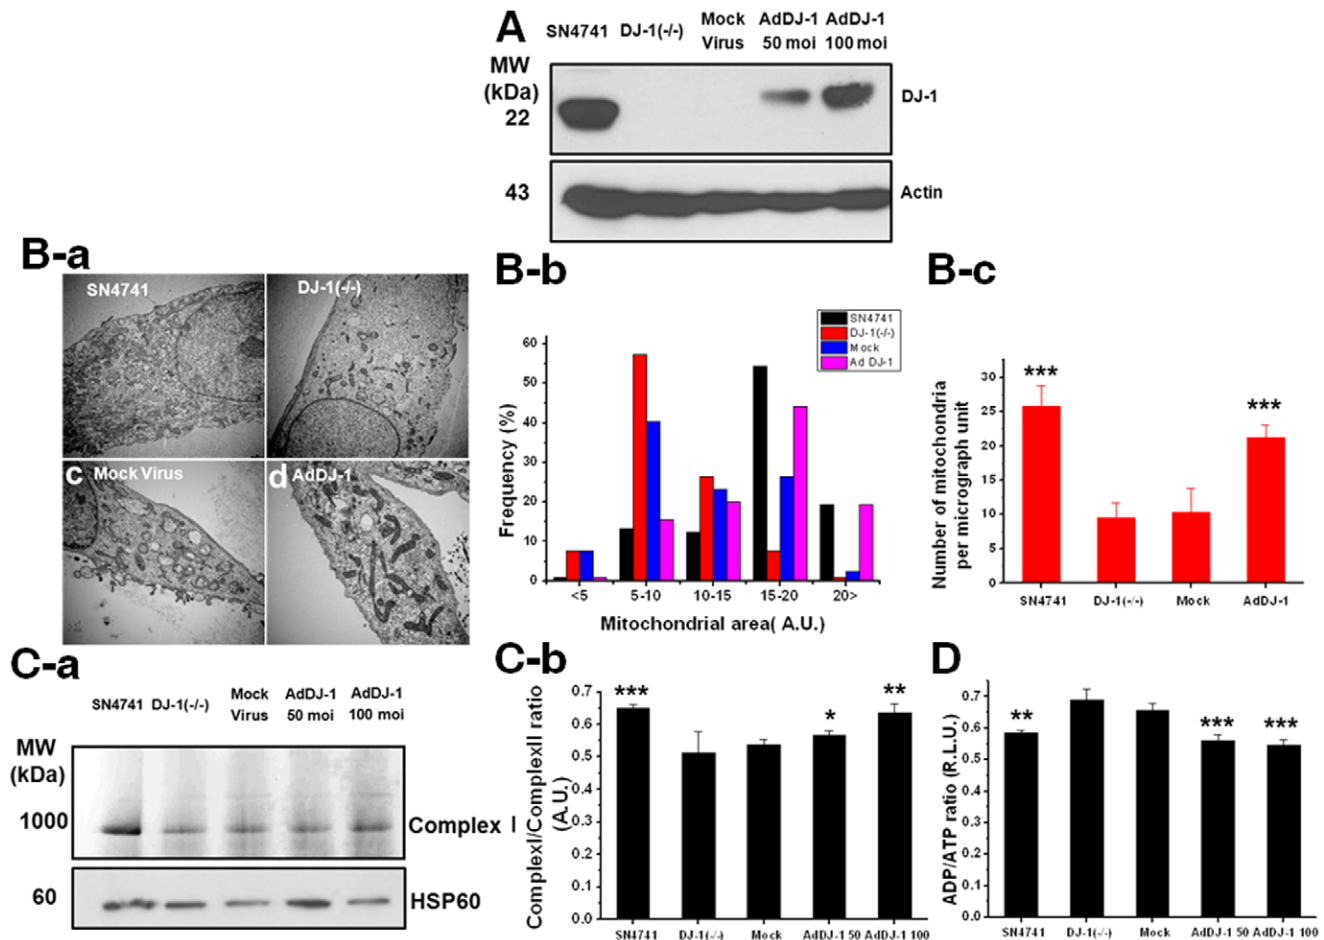 A
SN4741 DJ-1(-/-) Mock Virus AdDJ-1 50 moi AdDJ-1 100 moi
MW
(kDa)
22
DJ-1
43
Actin
B-a
SN4741
DJ-1(-/-)
c Mock Virus
d AdDJ-1
B-b
SN4741
DJ-1(-/-)
Mock
Ad DJ-1
Frequency (%)
60
50
40
30
20
10
0
<5 5-10 10-15 15-20 20>
Mitochondrial area( A.U.)
B-c
Number of mitochondria
per micrograph unit
30
25
20
15
10
5
0
***
***
SN4741 DJ-1(-/-) Mock AdDJ-1
C-a
SN4741 DJ-1(-/-) Mock Virus AdDJ-1 50 moi AdDJ-1 100 moi
MW
(kDa)
1000
Complex I
60
HSP60
C-b
ComplexI/ComplexII ratio
(A.U.)
0.7
0.6
0.5
0.4
0.3
0.2
0.1
0.0
***
*
**
SN4741 DJ-1(-/-) Mock AdDJ-1 50 AdDJ-1 100
D
ADP/ATP ratio (R.L.U.)
0.7
0.6
0.5
0.4
0.3
0.2
0.1
0.0
**
***
***
SN4741 DJ-1(-/-) Mock AdDJ-1 50 AdDJ-1 100